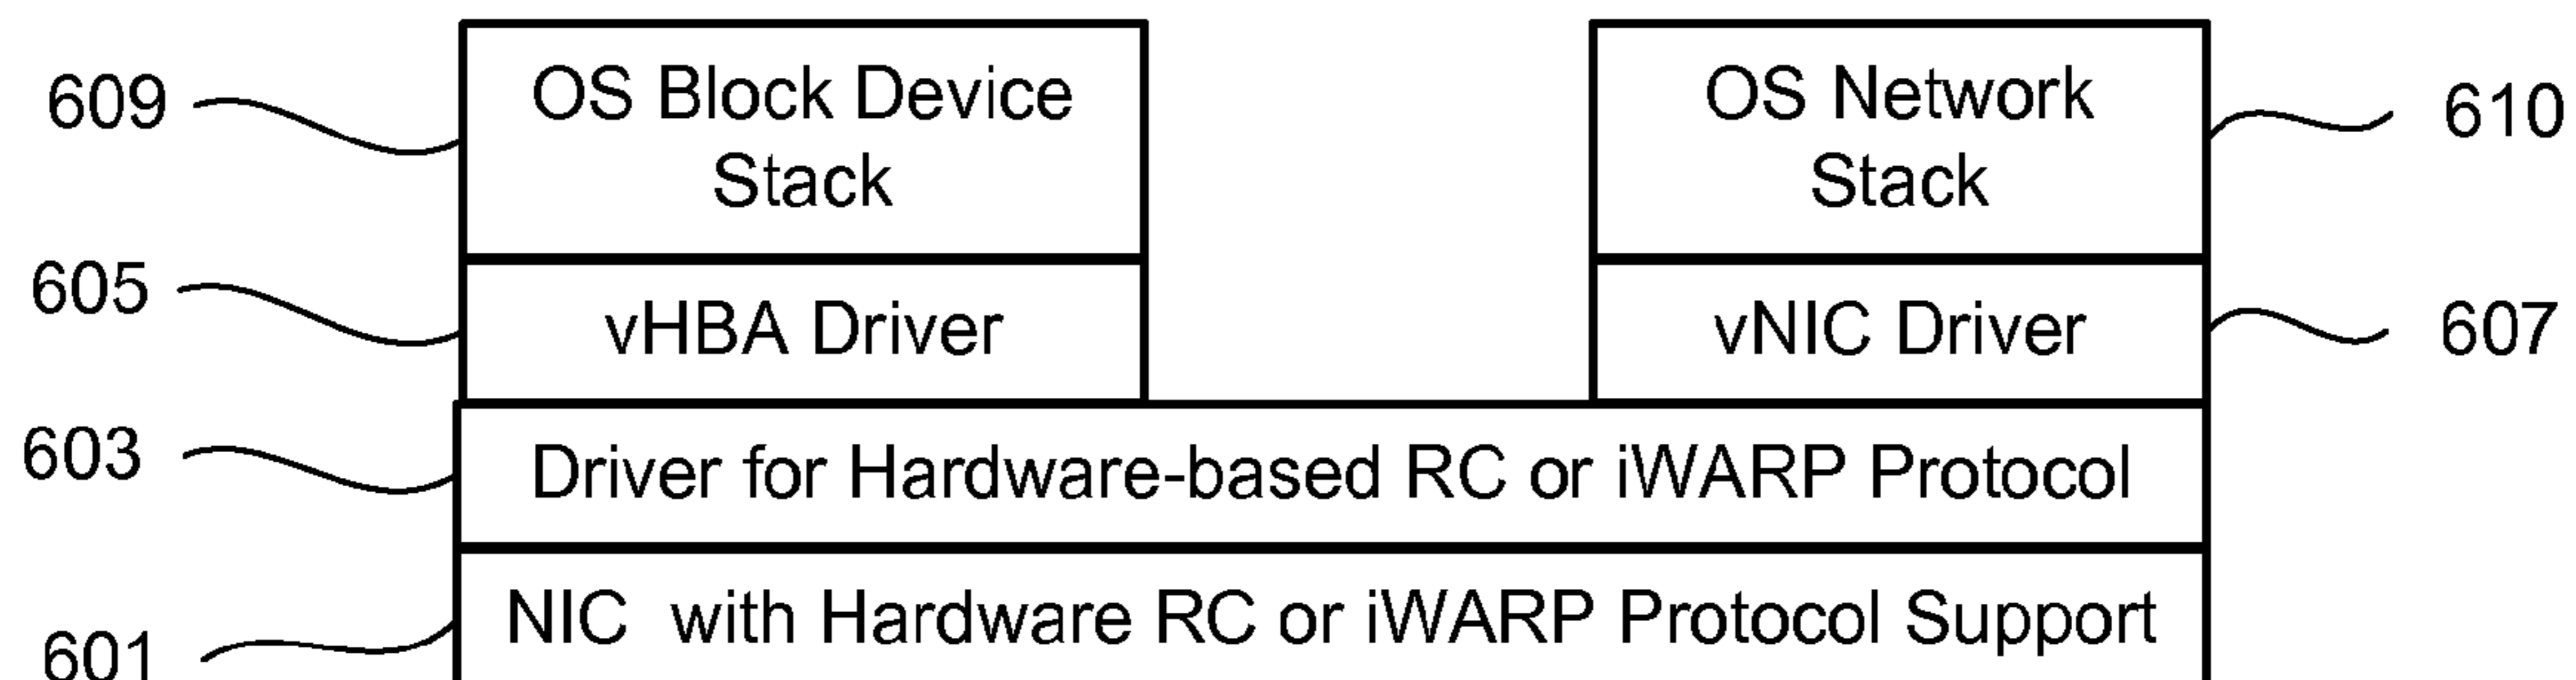 609
OS Block Device
Stack
OS Network
Stack
610
605
vHBA Driver
vNIC Driver
607
603
Driver for Hardware-based RC or iWARP Protocol
601
NIC with Hardware RC or iWARP Protocol Support